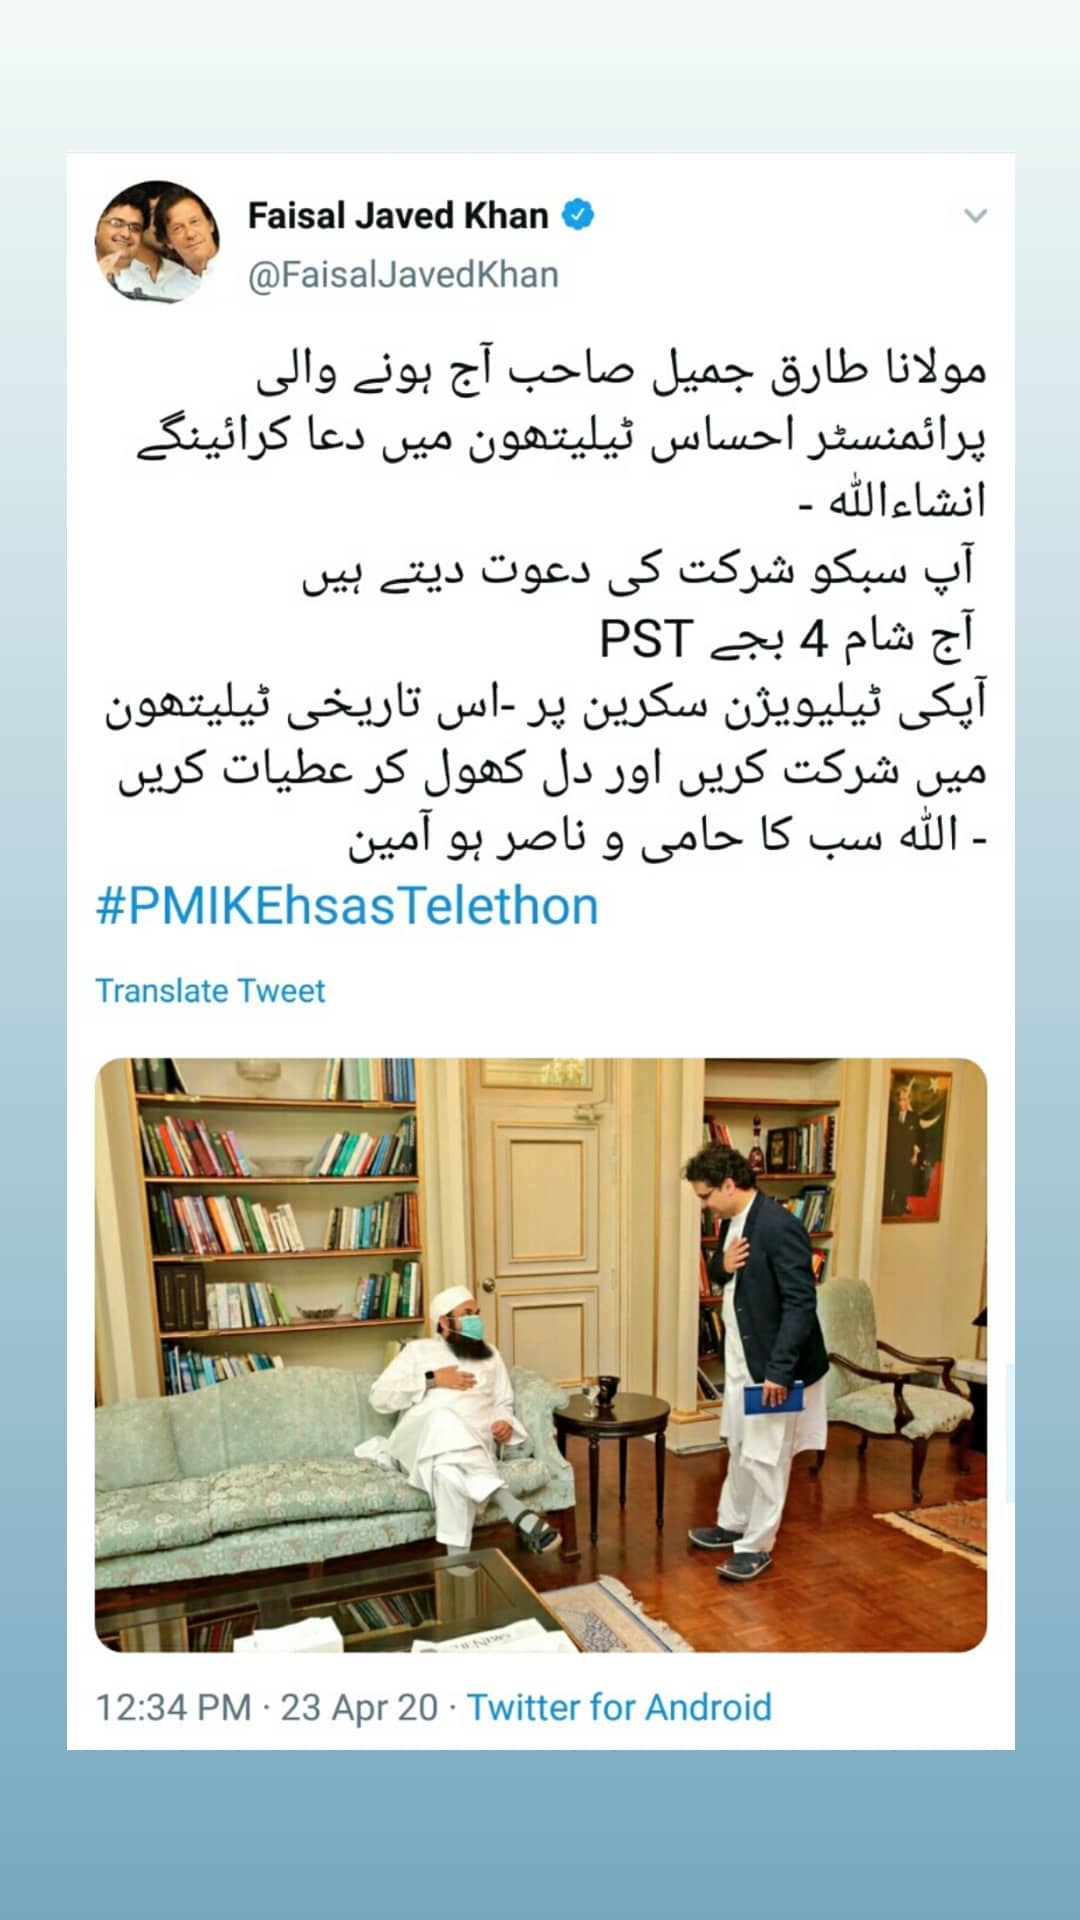 Faisal Javed Khan
@FaisalJavedKhan
مولانا طارق جمیل صاحب آج ہونے والی
پرائمنسٹر احساس ٹیلیتھون میں دعا کرائینگے
انشاءاللہ -
آپ سبکو شرکت کی دعوت دیتے ہیں
آج شام 4 بجے PST
آپکی ٹیلیویژن سکرین پر -اس تاریخی ٹیلیتھون
میں شرکت کریں اور دل کھول کر عطیات کریں
- اللہ سب کا حامی و ناصر ہو آمین
#PMIKEhsasTelethon
Translate Tweet
12:34 PM · 23 Apr 20 · Twitter for Android